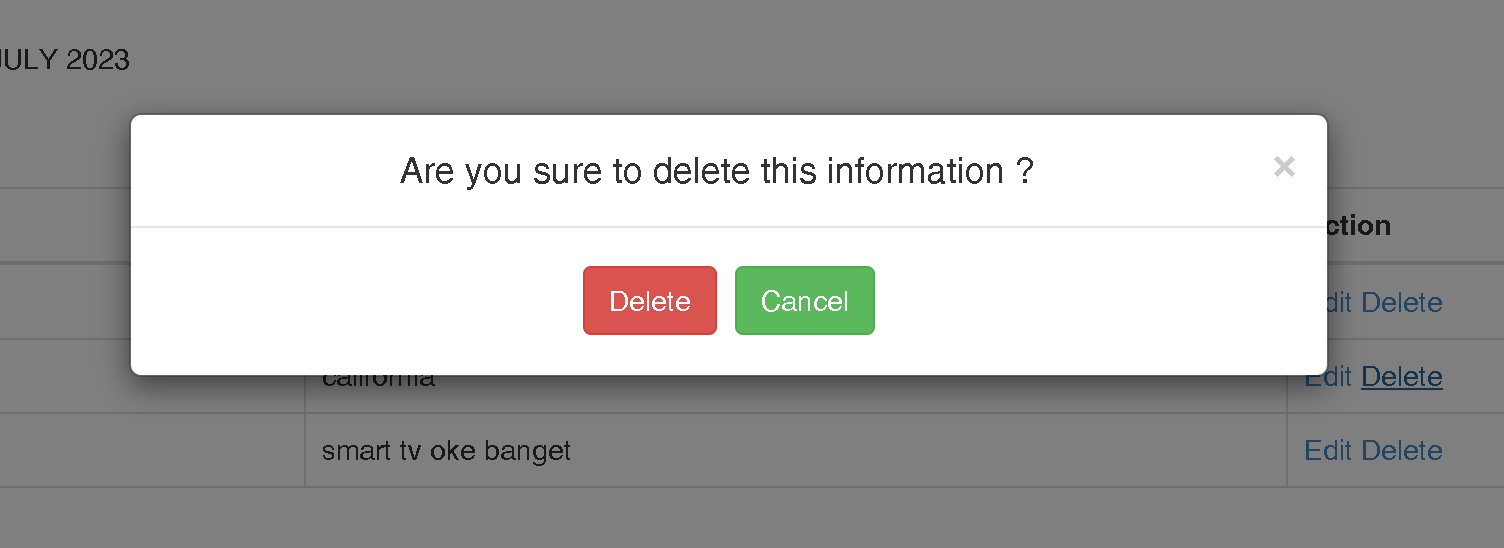 JULY 2023
Are you sure to delete this information ?
×
ction
Delete Cancel
dit Delete
california
Edit Delete
smart tv oke banget
Edit Delete